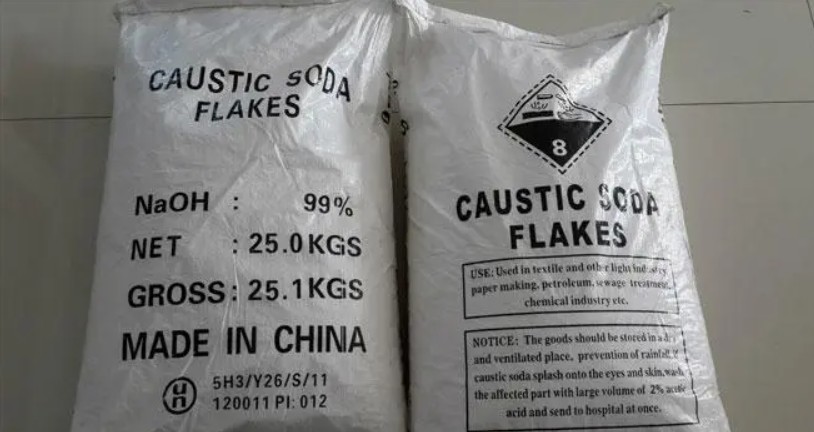 CAUSTIC SODA
FLAKES
NaOH : 99%
NET : 25.0KGS
GROSS: 25.1KGS
MADE IN CHINA
5H3/Y26/S/11
120011 PI: 012
8
CAUSTIC SODA
FLAKES
USE: Used in textile and other light industry
paper making, petroleum, sewage treatment,
chemical industry etc.
NOTICE: The goods should be stored in a dry
and ventilated place, prevention of rainfall, if
caustic soda splash onto the eyes and skin, wash
the affected part with large volume of 2% acetic
acid and send to hospital at once.